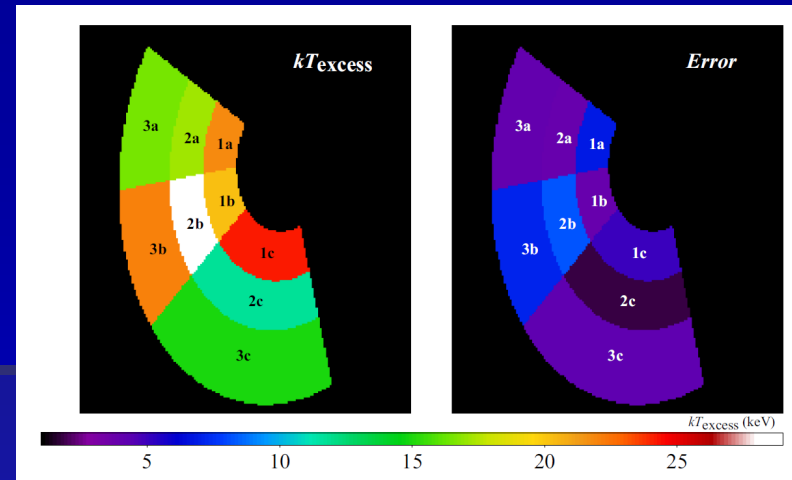 kTexcess
3a
2a
1a
1b
2b
3b
1c
2c
3c
Error
3a
2a
1a
1b
2b
3b
1c
2c
3c
kTexcess (keV)
5 10 15 20 25